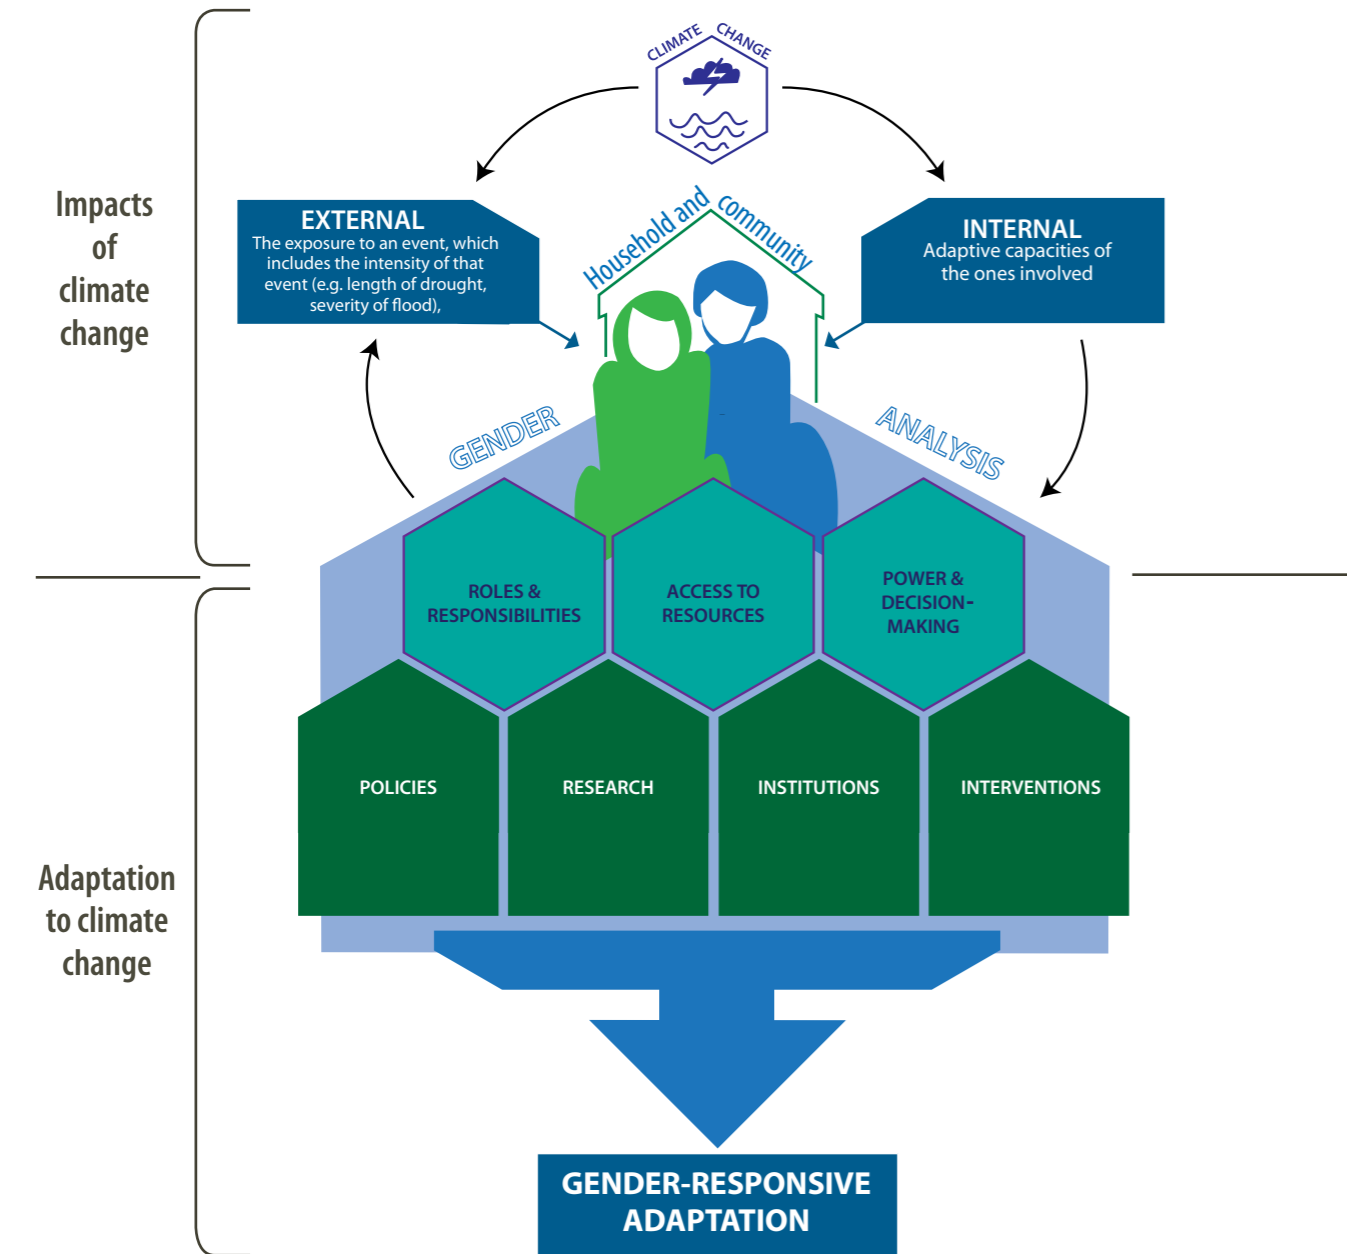 CLIMATE CHANGE
Impacts
of
climate
change
EXTERNAL
The exposure to an event, which
includes the intensity of that
event (e.g. length of drought,
severity of flood),
Household and community
INTERNAL
Adaptive capacities of
the ones involved
GENDER
ANALYSIS
ROLES &
RESPONSIBILITIES
ACCESS TO
RESOURCES
POWER &
DECISION-
MAKING
POLICIES
RESEARCH
INSTITUTIONS
INTERVENTIONS
Adaptation
to climate
change
GENDER-RESPONSIVE
ADAPTATION